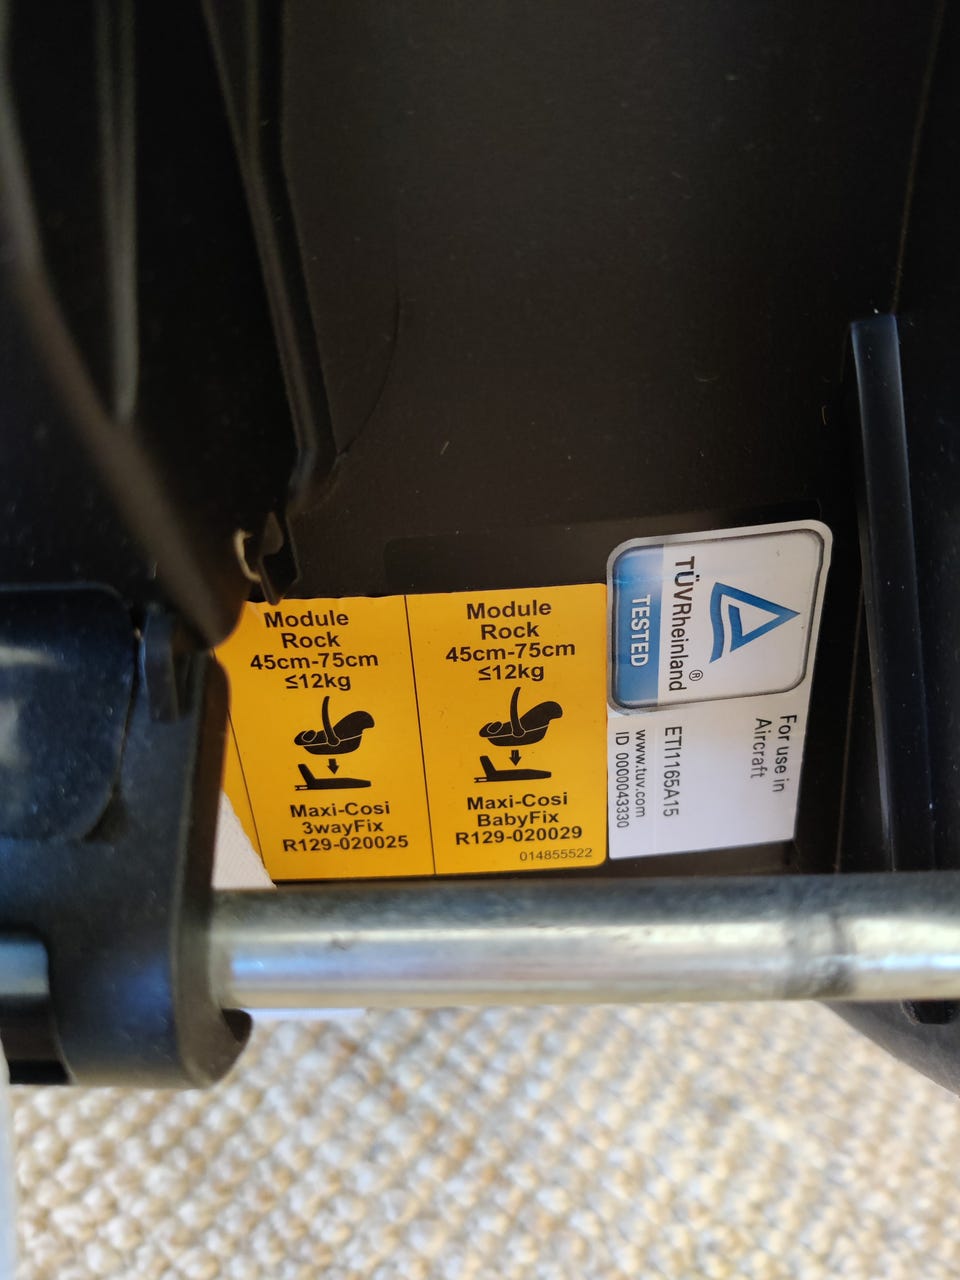 Module
Rock
45cm-75cm
≤12kg
Maxi-Cosi
3wayFix
R129-020025
Module
Rock
45cm-75cm
≤12kg
Maxi-Cosi
BabyFix
R129-020029
014855522
TÜVRheinland®
TESTED
For use in
Aircraft
ETI1165A15
www.tuv.com
ID 0000043330